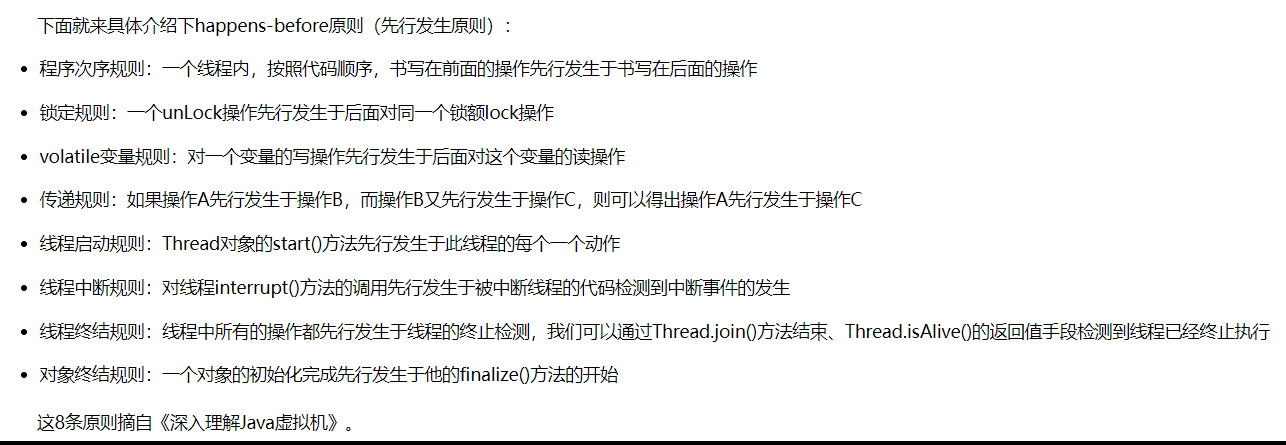 下面就来具体介绍下happens-before原则（先行发生原则）：
• 程序次序规则：一个线程内，按照代码顺序，书写在前面的操作先行发生于书写在后面的操作
• 锁定规则：一个unLock操作先行发生于后面对同一个锁额lock操作
• volatile变量规则：对一个变量的写操作先行发生于后面对这个变量的读操作
• 传递规则：如果操作A先行发生于操作B，而操作B又先行发生于操作C，则可以得出操作A先行发生于操作C
• 线程启动规则：Thread对象的start()方法先行发生于此线程的每个一个动作
• 线程中断规则：对线程interrupt()方法的调用先行发生于被中断线程的代码检测到中断事件的发生
• 线程终结规则：线程中所有的操作都先行发生于线程的终止检测，我们可以通过Thread.join()方法结束、Thread.isAlive()的返回值手段检测到线程已经终止执行
• 对象终结规则：一个对象的初始化完成先行发生于他的finalize()方法的开始
这8条原则摘自《深入理解Java虚拟机》。